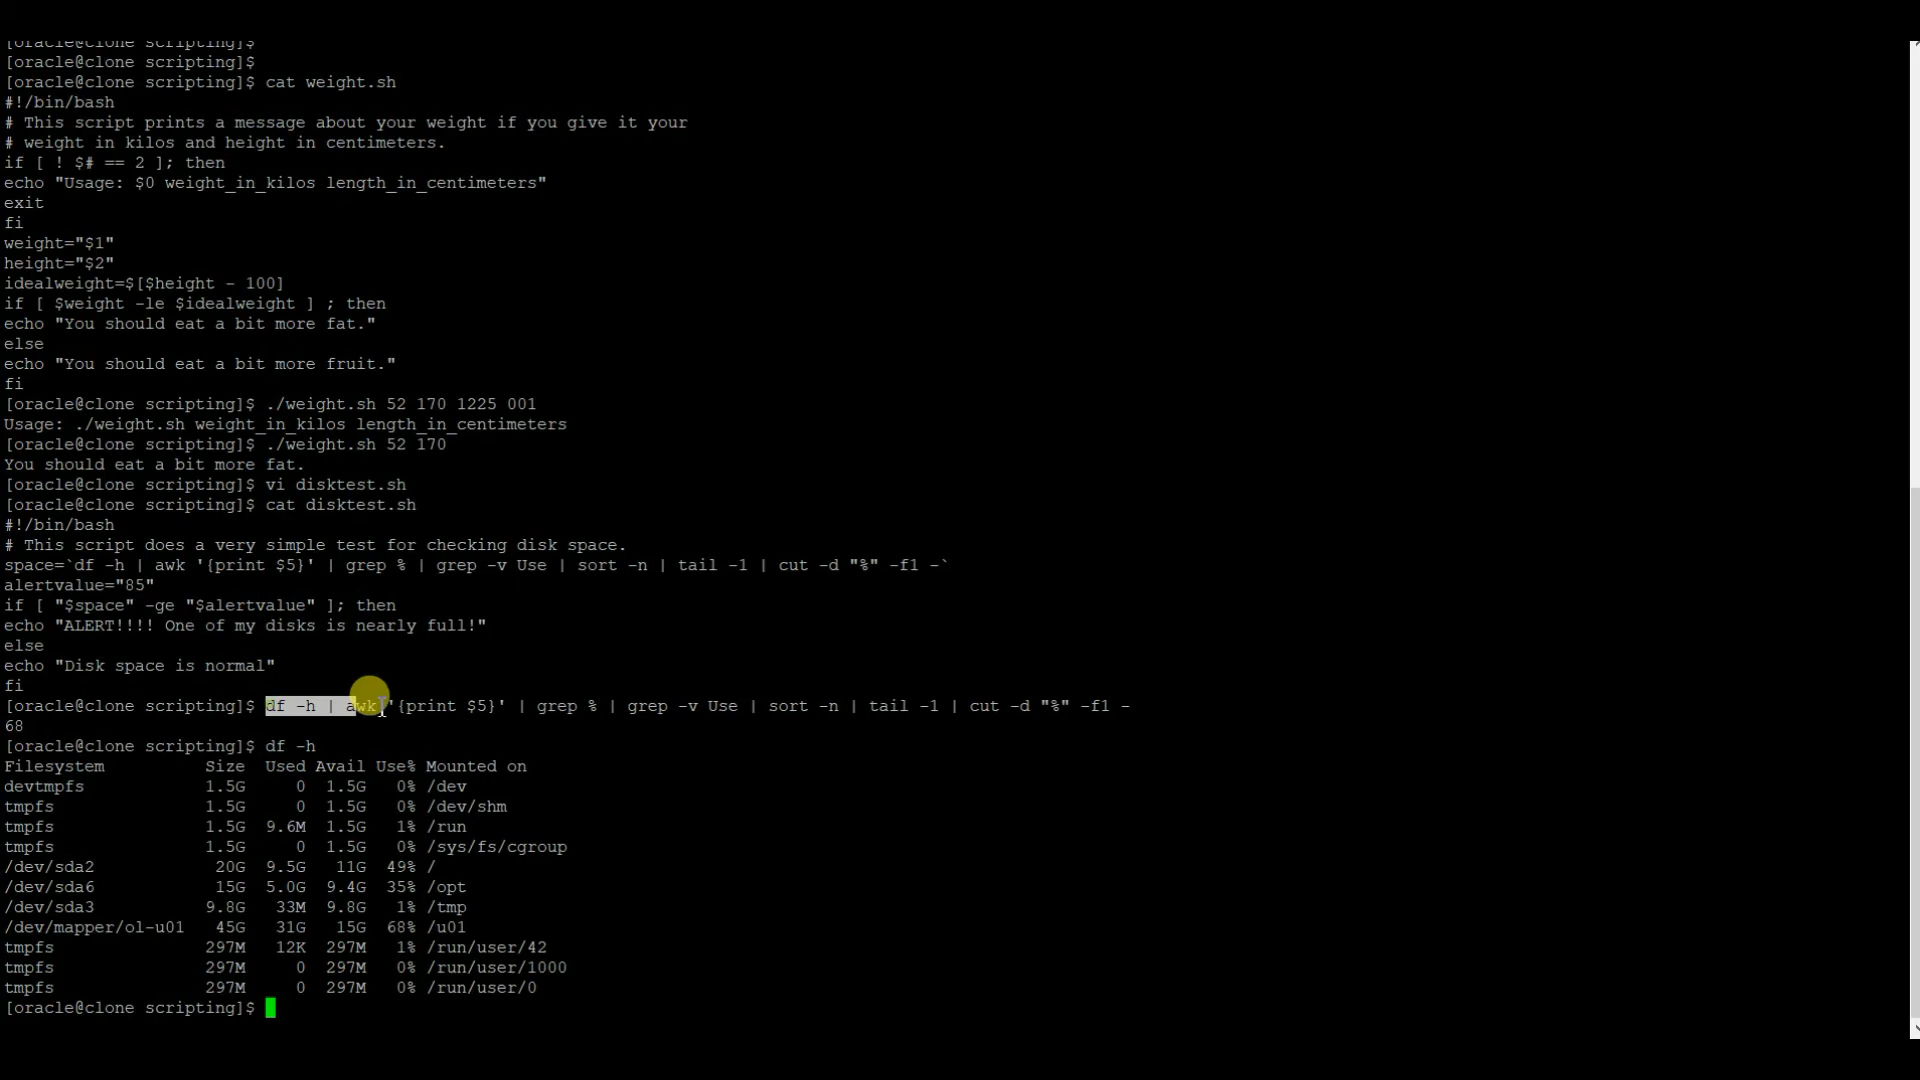 [oracle@clone scripting]$
[oracle@clone scripting]$
[oracle@clone scripting]$ cat weight.sh
#!/bin/bash
# This script prints a message about your weight if you give it your
# weight in kilos and height in centimeters.
if [ ! $# == 2 ]; then
echo "Usage: $0 weight_in_kilos length_in_centimeters"
exit
fi
weight="$1"
height="$2"
idealweight=$[$height - 100]
if [ $weight -le $idealweight ] ; then
echo "You should eat a bit more fat."
else
echo "You should eat a bit more fruit."
fi
[oracle@clone scripting]$ ./weight.sh 52 170 1225 001
Usage: ./weight.sh weight_in_kilos length_in_centimeters
[oracle@clone scripting]$ ./weight.sh 52 170
You should eat a bit more fat.
[oracle@clone scripting]$ vi disktest.sh
[oracle@clone scripting]$ cat disktest.sh
#!/bin/bash
# This script does a very simple test for checking disk space.
space=`df -h | awk '{print $5}' | grep % | grep -v Use | sort -n | tail -1 | cut -d "%" -f1 -`
alertvalue="85"
if [ "$space" -ge "$alertvalue" ]; then
echo "ALERT!!!! One of my disks is nearly full!"
else
echo "Disk space is normal"
fi
[oracle@clone scripting]$ df -h | awk '{print $5}' | grep % | grep -v Use | sort -n | tail -1 | cut -d "%" -f1 -
68
[oracle@clone scripting]$ df -h
Filesystem Size Used Avail Use% Mounted on
devtmpfs 1.5G 0 1.5G 0% /dev
tmpfs 1.5G 0 1.5G 0% /dev/shm
tmpfs 1.5G 9.6M 1.5G 1% /run
tmpfs 1.5G 0 1.5G 0% /sys/fs/cgroup
/dev/sda2 20G 9.5G 11G 49% /
/dev/sda6 15G 5.0G 9.4G 35% /opt
/dev/sda3 9.8G 33M 9.8G 1% /tmp
/dev/mapper/ol-u01 45G 31G 15G 68% /u01
tmpfs 297M 12K 297M 1% /run/user/42
tmpfs 297M 0 297M 0% /run/user/1000
tmpfs 297M 0 297M 0% /run/user/0
[oracle@clone scripting]$